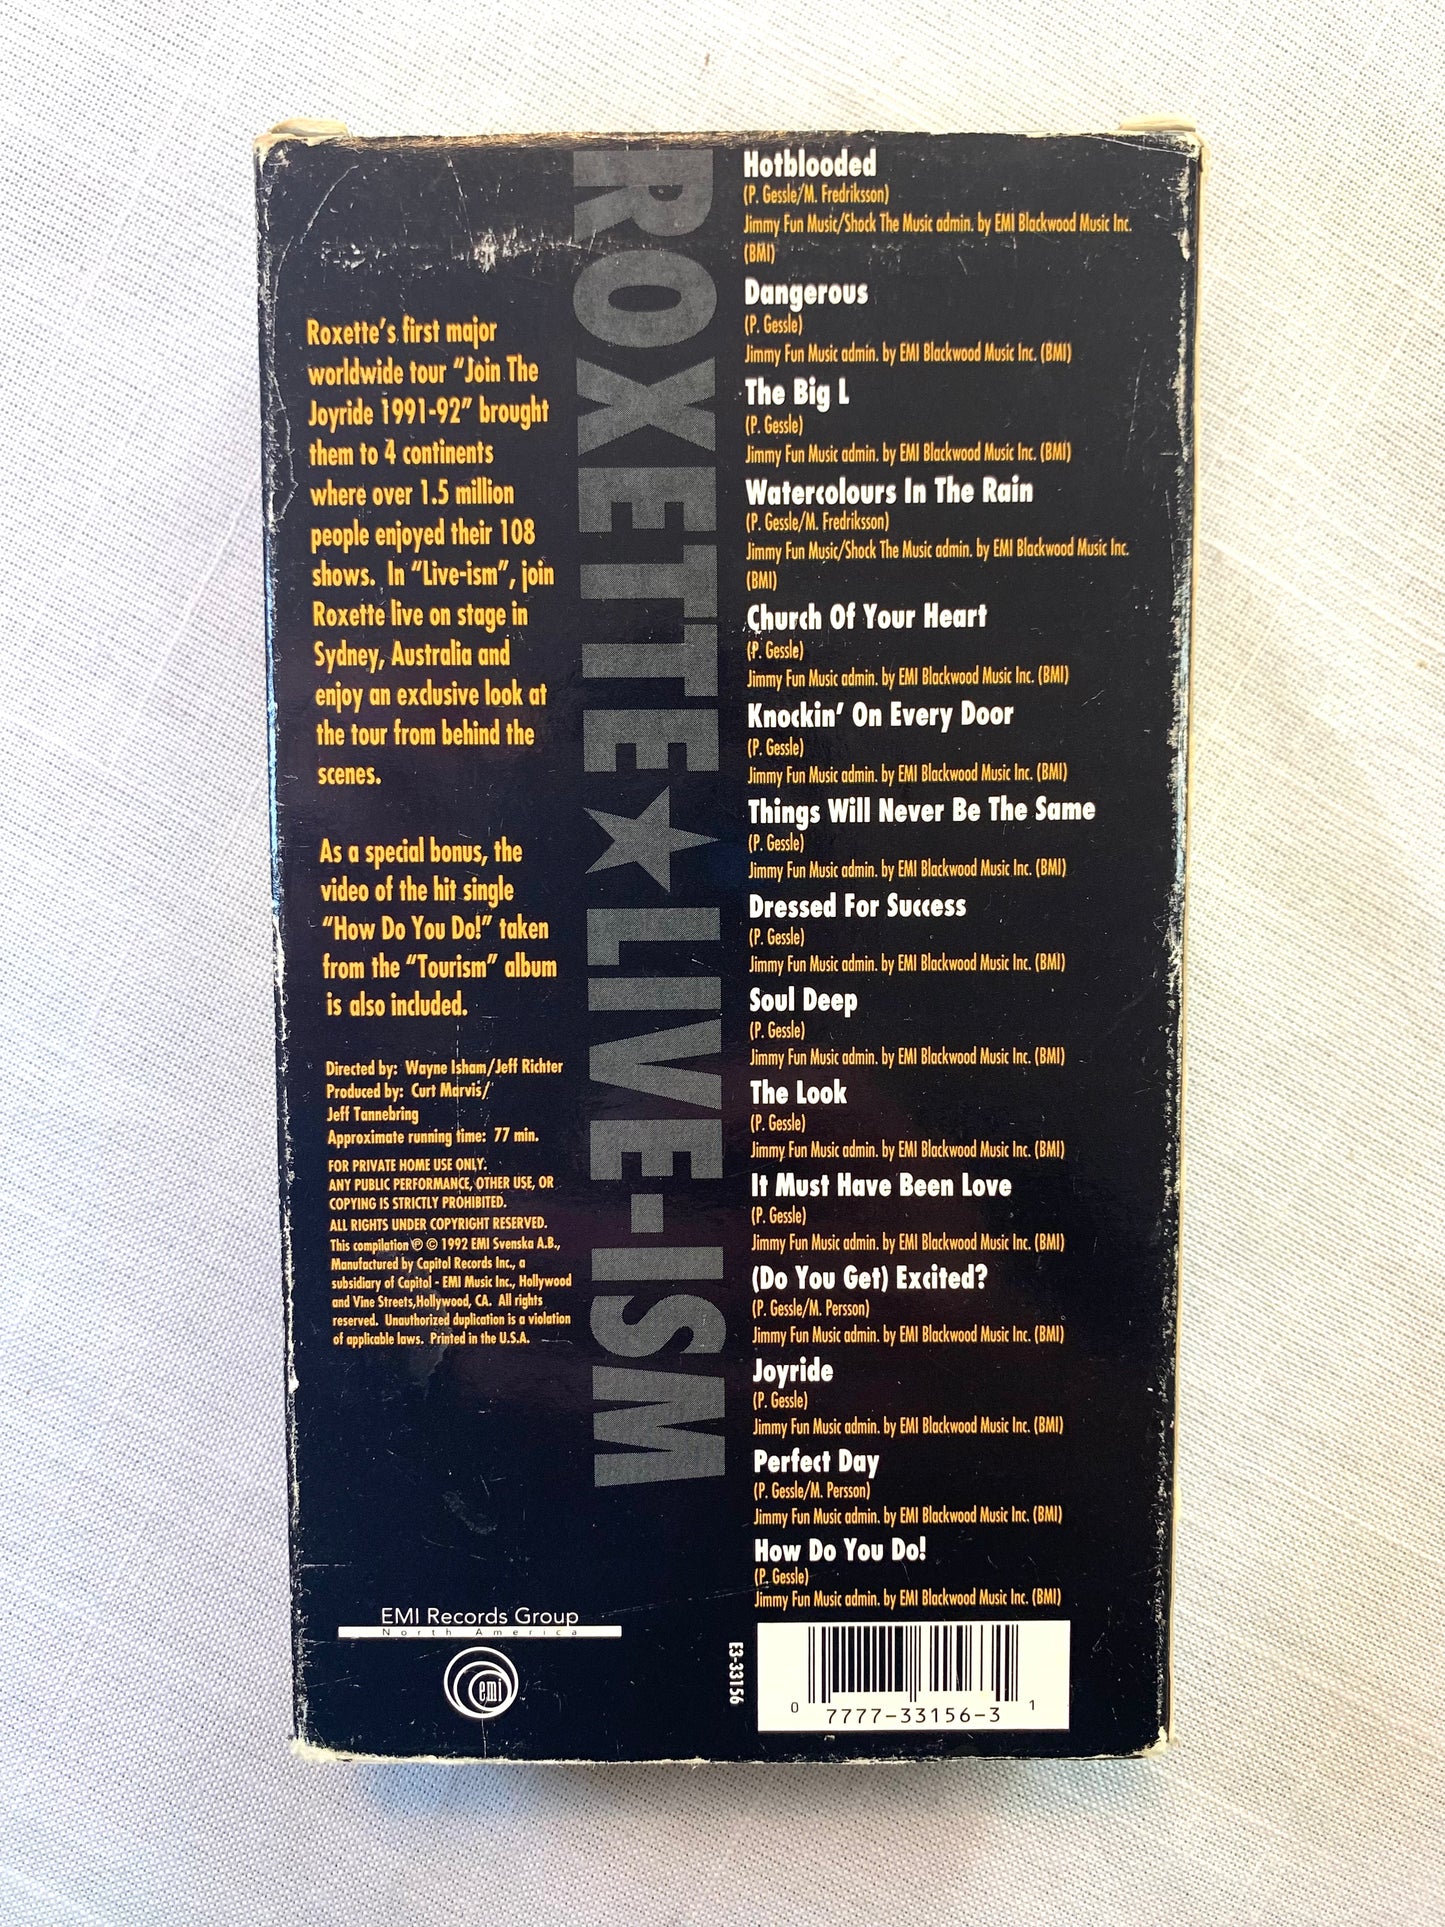 Roxette's first major
worldwide tour "Join The
Joyride 1991-92" brought
them to 4 continents
where over 1.5 million
people enjoyed their 108
shows. In "Live-ism", join
Roxette live on stage in
Sydney, Australia and
enjoy an exclusive look at
the tour from behind the
scenes.
As a special bonus, the
video of the hit single
"How Do You Do!" taken
from the "Tourism" album
is also included.
Directed by: Wayne Isham/Jeff Richter
Produced by: Curt Marvis/
Jeff Tannebring
Approximate running time: 77 min.
FOR PRIVATE HOME USE ONLY.
ANY PUBLIC PERFORMANCE, OTHER USE, OR
COPYING IS STRICTLY PROHIBITED.
ALL RIGHTS UNDER COPYRIGHT RESERVED.
This compilation ℗ © 1992 EMI Svenska A.B.,
Manufactured by Capitol Records Inc., a
subsidiary of Capitol - EMI Music Inc., Hollywood
and Vine Streets,Hollywood, CA. All rights
reserved. Unauthorized duplication is a violation
of applicable laws. Printed in the U.S.A.
EMI Records Group
North America
emi
ROXETTE★LIVE-ISM
Hotblooded
(P. Gessle/M. Fredriksson)
Jimmy Fun Music/Shock The Music admin. by EMI Blackwood Music Inc.
(BMI)
Dangerous
(P. Gessle)
Jimmy Fun Music admin. by EMI Blackwood Music Inc. (BMI)
The Big L
(P. Gessle)
Jimmy Fun Music admin. by EMI Blackwood Music Inc. (BMI)
Watercolours In The Rain
(P. Gessle/M. Fredriksson)
Jimmy Fun Music/Shock The Music admin. by EMI Blackwood Music Inc.
(BMI)
Church Of Your Heart
(P. Gessle)
Jimmy Fun Music admin. by EMI Blackwood Music Inc. (BMI)
Knockin' On Every Door
(P. Gessle)
Jimmy Fun Music admin. by EMI Blackwood Music Inc. (BMI)
Things Will Never Be The Same
(P. Gessle)
Jimmy Fun Music admin. by EMI Blackwood Music Inc. (BMI)
Dressed For Success
(P. Gessle)
Jimmy Fun Music admin. by EMI Blackwood Music Inc. (BMI)
Soul Deep
(P. Gessle)
Jimmy Fun Music admin. by EMI Blackwood Music Inc. (BMI)
The Look
(P. Gessle)
Jimmy Fun Music admin. by EMI Blackwood Music Inc. (BMI)
It Must Have Been Love
(P. Gessle)
Jimmy Fun Music admin. by EMI Blackwood Music Inc. (BMI)
(Do You Get) Excited?
(P. Gessle/M. Persson)
Jimmy Fun Music admin. by EMI Blackwood Music Inc. (BMI)
Joyride
(P. Gessle)
Jimmy Fun Music admin. by EMI Blackwood Music Inc. (BMI)
Perfect Day
(P. Gessle/M. Persson)
Jimmy Fun Music admin. by EMI Blackwood Music Inc. (BMI)
How Do You Do!
(P. Gessle)
Jimmy Fun Music admin. by EMI Blackwood Music Inc. (BMI)
E3-33156
0 7777-33156-3 1